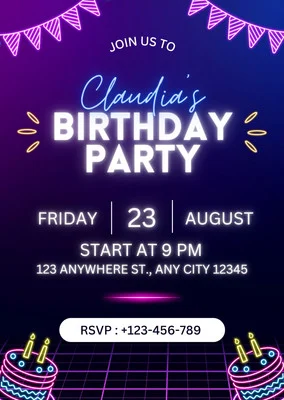 JOIN US TO
Claudia's
BIRTHDAY
PARTY
FRIDAY 23 AUGUST
START AT 9 PM
123 ANYWHERE ST., ANY CITY 12345
RSVP : +123-456-789